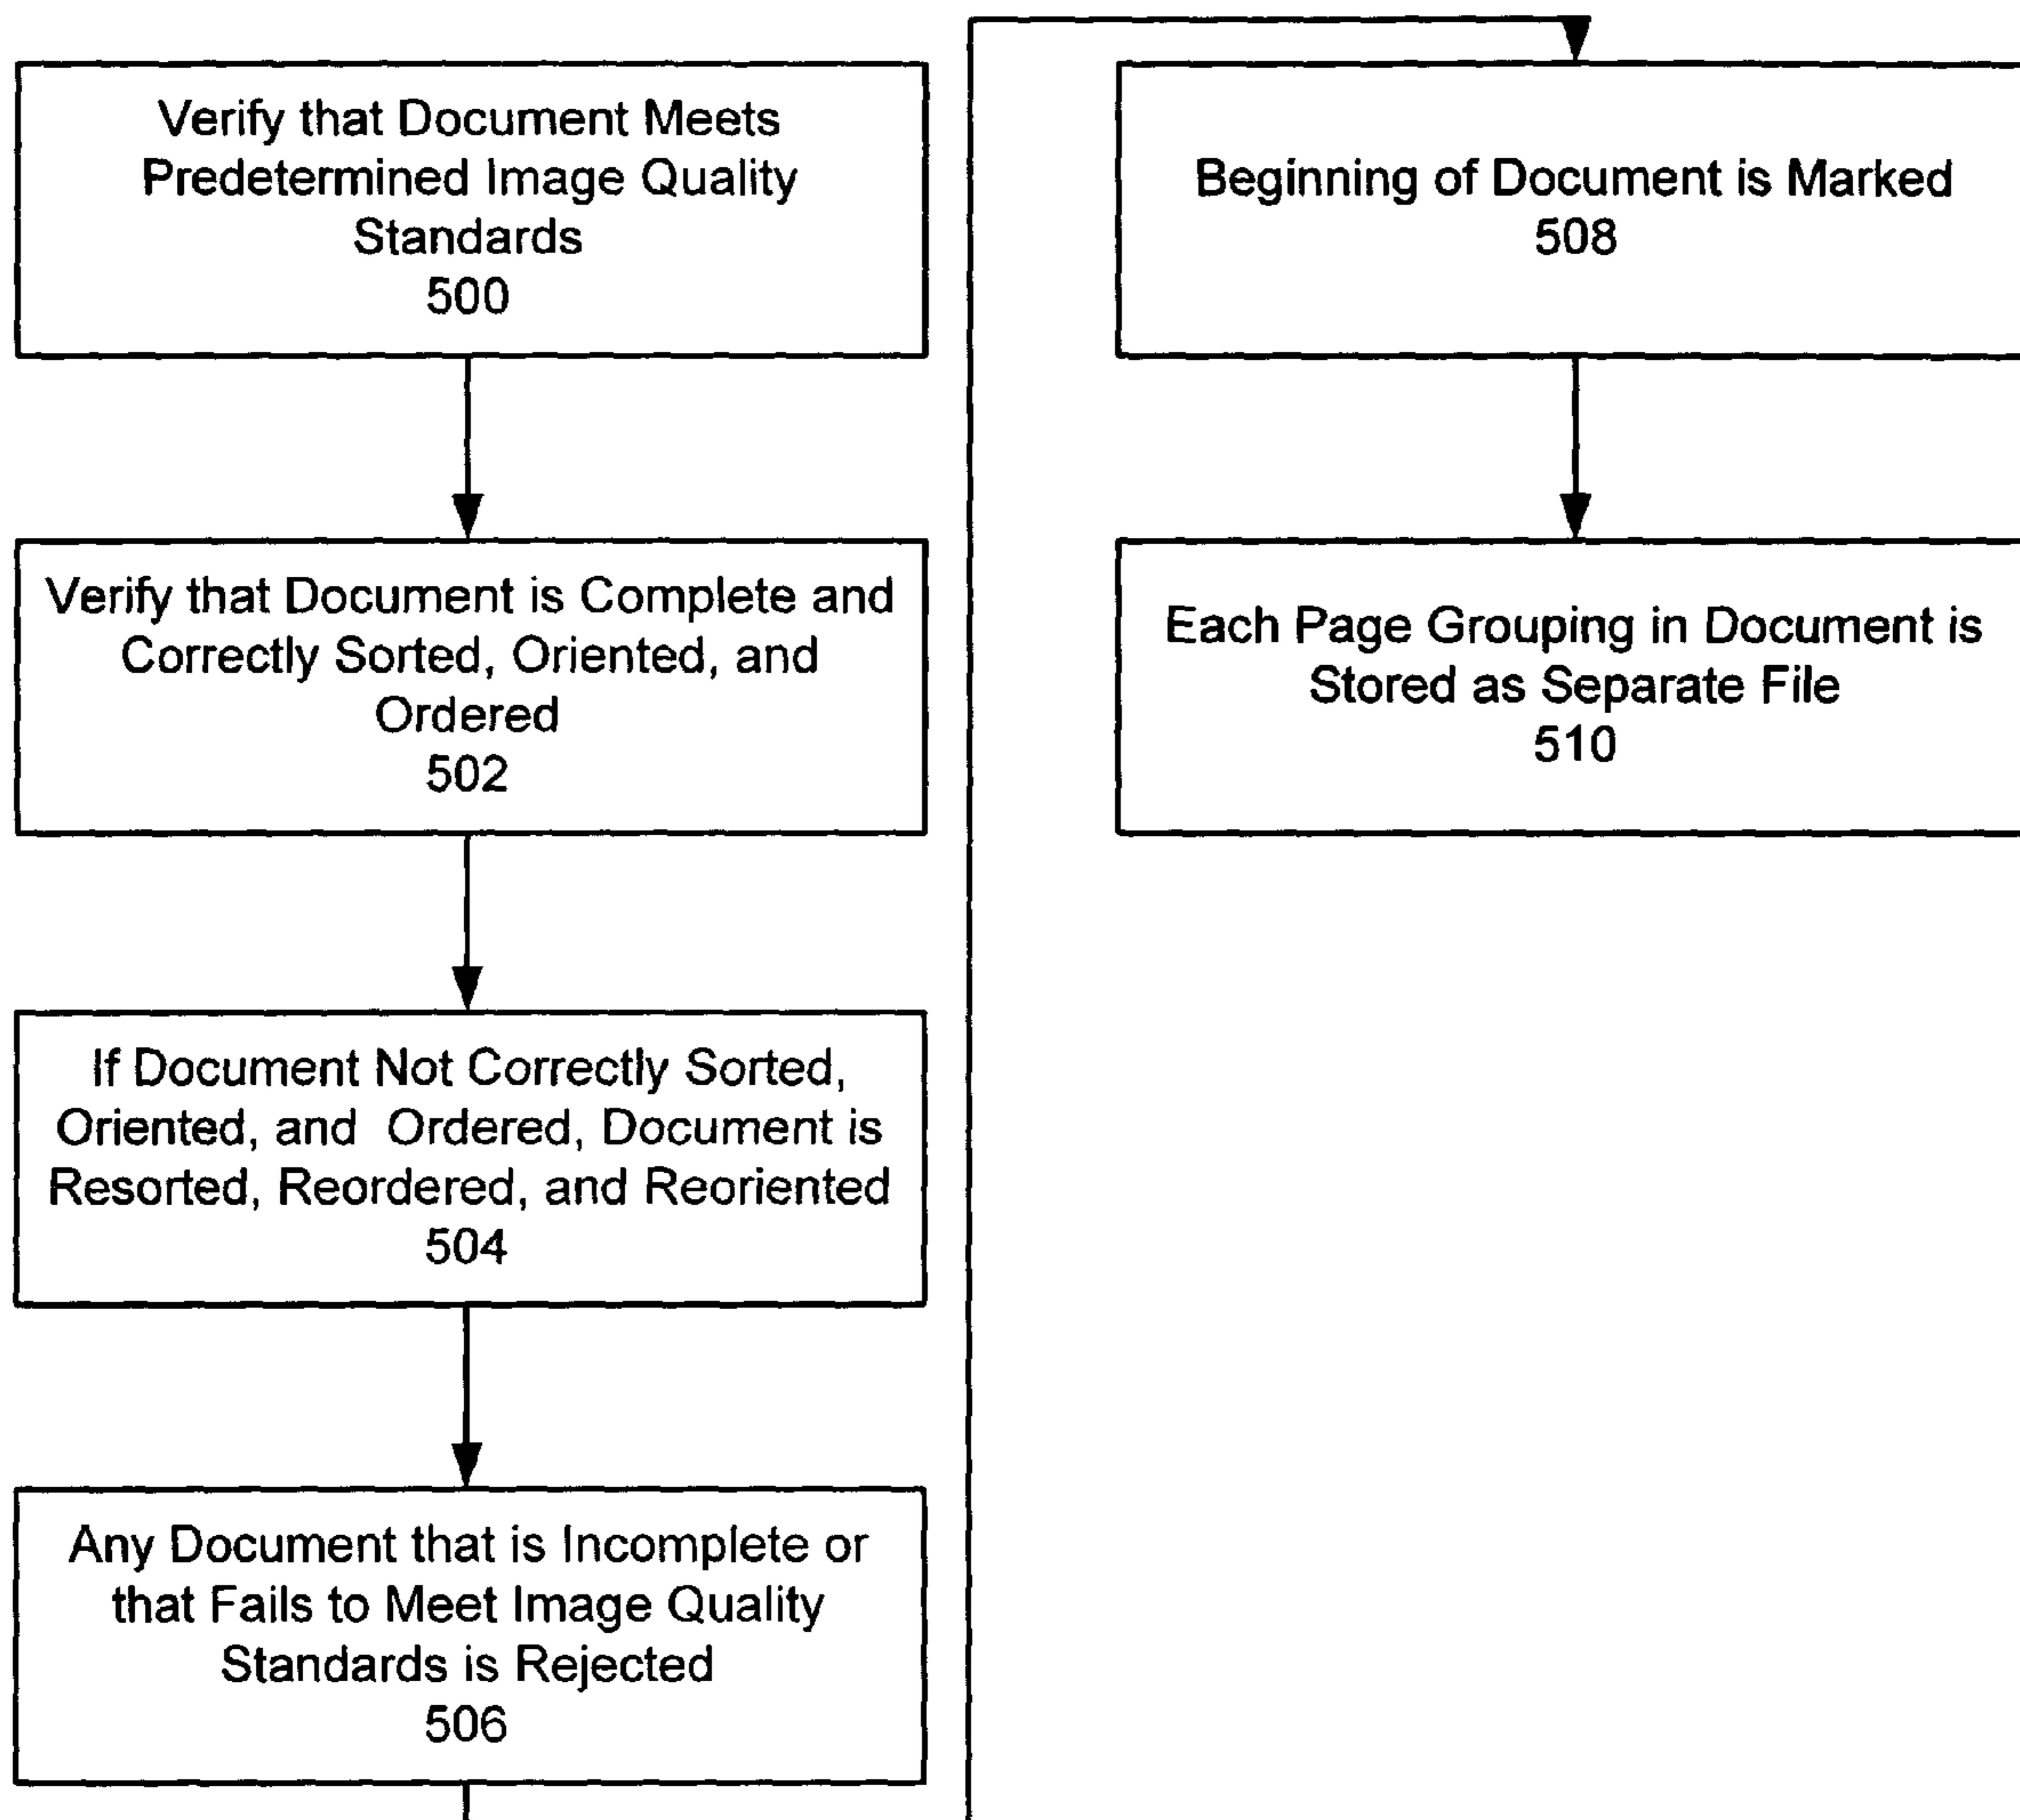 Verify that Document Meets
Predetermined Image Quality
Standards
500
Verify that Document is Complete and
Correctly Sorted, Oriented, and
Ordered
502
If Document Not Correctly Sorted,
Oriented, and Ordered, Document is
Resorted, Reordered, and Reoriented
504
Any Document that is Incomplete or
that Fails to Meet Image Quality
Standards is Rejected
506
Beginning of Document is Marked
508
Each Page Grouping in Document is
Stored as Separate File
510